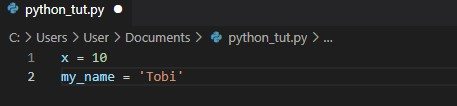 python_tut.py
C: > Users > User > Documents > python_tut.py > ...
1 x = 10
2 my_name = 'Tobi'